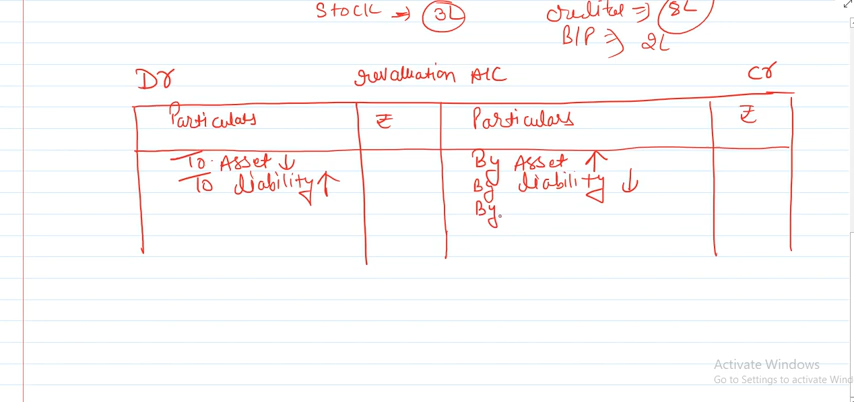 Stock → 3L creditor ⇒ 8L
B/P ⇒ 2L
Dr revaluation A/C Cr
Particulars ₹ Particulars ₹
To Asset ↓ By Asset ↑
To liability ↑ By liability ↓
By
Activate Windows
Go to Settings to activate Wind